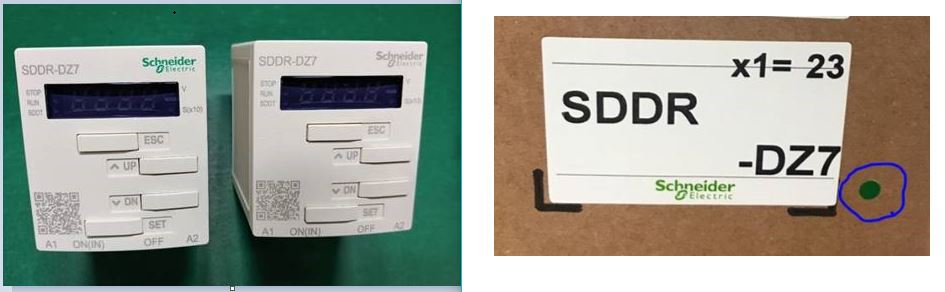 SDDR-DZ7
Schneider
Electric
STOP
RUN
SDDT
V
S(x10)
ESC
UP
DN
SET
A1 ON(IN) OFF A2
SDDR-DZ7
Schneider
Electric
STOP
RUN
SDDT
V
S(x10)
ESC
UP
DN
SET
A1 ON(IN) OFF A2
x1= 23
SDDR
-DZ7
Schneider
Electric